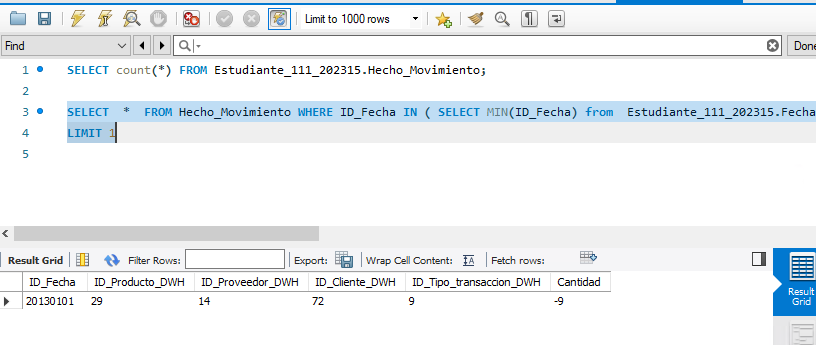 Limit to 1000 rows
Find
Done
1 SELECT count(*) FROM Estudiante_111_202315.Hecho_Movimiento;
2
3 SELECT * FROM Hecho_Movimiento WHERE ID_Fecha IN ( SELECT MIN(ID_Fecha) from Estudiante_111_202315.Fecha
4 LIMIT 1
5
Result Grid Filter Rows: Export: Wrap Cell Content: Fetch rows:
ID_Fecha ID_Producto_DWH ID_Proveedor_DWH ID_Cliente_DWH ID_Tipo_transaccion_DWH Cantidad
20130101 29 14 72 9 -9
Result
Grid